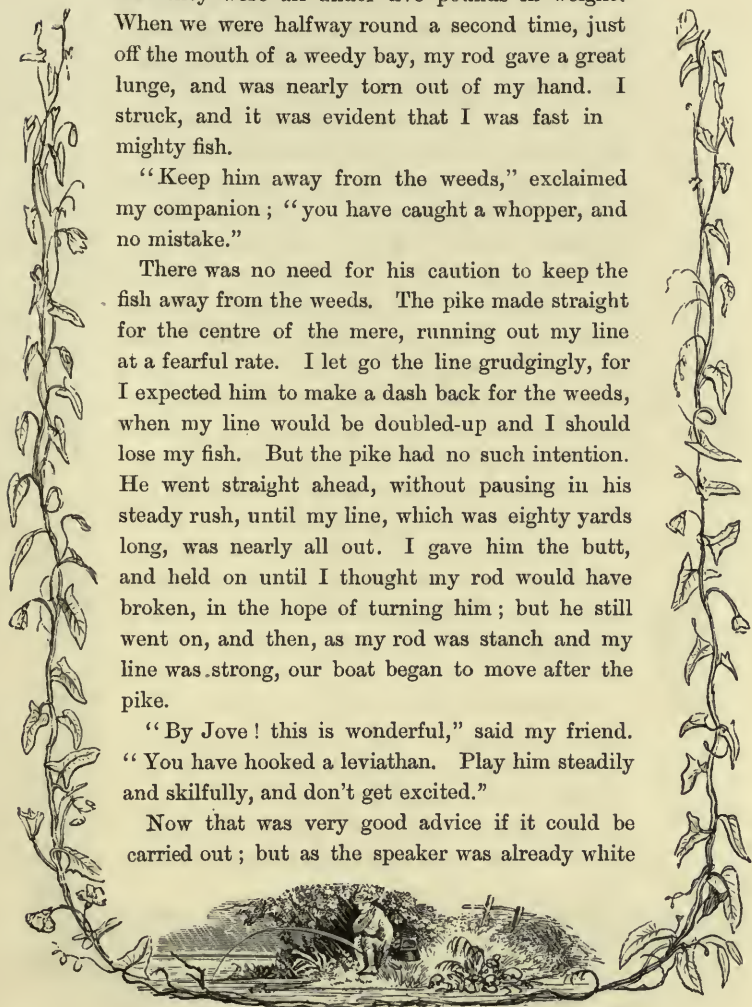 were all under five pounds in weight.
When we were halfway round a second time, just
off the mouth of a weedy bay, my rod gave a great
lunge, and was nearly torn out of my hand. I
struck, and it was evident that I was fast in
mighty fish.
“Keep him away from the weeds,” exclaimed
my companion ; “you have caught a whopper, and
no mistake.”
There was no need for his caution to keep the
fish away from the weeds. The pike made straight
for the centre of the mere, running out my line
at a fearful rate. I let go the line grudgingly, for
I expected him to make a dash back for the weeds,
when my line would be doubled-up and I should
lose my fish. But the pike had no such intention.
He went straight ahead, without pausing in his
steady rush, until my line, which was eighty yards
long, was nearly all out. I gave him the butt,
and held on until I thought my rod would have
broken, in the hope of turning him ; but he still
went on, and then, as my rod was stanch and my
line was strong, our boat began to move after the
pike.
“By Jove ! this is wonderful,” said my friend.
“You have hooked a leviathan. Play him steadily
and skilfully, and don't get excited.”
Now that was very good advice if it could be
carried out ; but as the speaker was already white